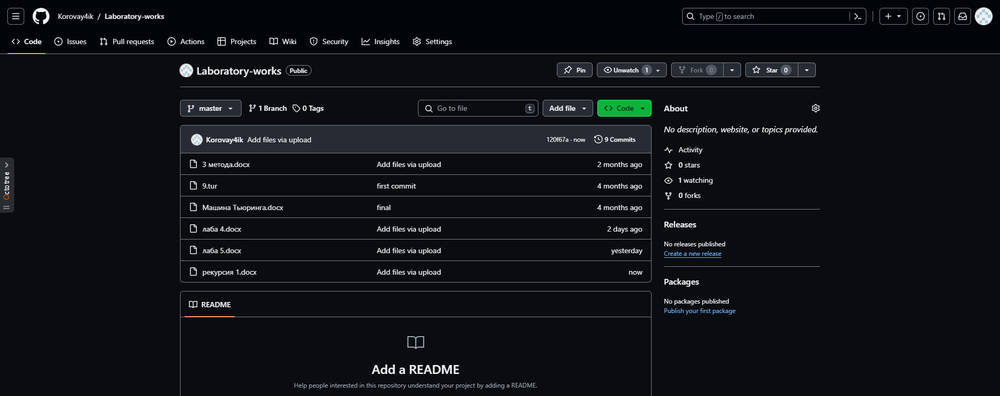 Korovay4ik / Laboratory-works
Type / to search
Code Issues Pull requests Actions Projects Wiki Security Insights Settings
Laboratory-works Public
Pin Unwatch 1 Fork 0 Star 0
master 1 Branch 0 Tags Go to file t Add file Code
Korovay4ik Add files via upload 120f67a · now 9 Commits
3 метода.docx Add files via upload 2 months ago
9.tur first commit 4 months ago
Машина Тьюринга.docx final 4 months ago
лаба 4.docx Add files via upload 2 days ago
лаба 5.docx Add files via upload yesterday
рекурсия 1.docx Add files via upload now
README
Add a README
Help people interested in this repository understand your project by adding a README.
About
No description, website, or topics provided.
Activity
0 stars
1 watching
0 forks
Releases
No releases published
Create a new release
Packages
No packages published
Publish your first package
Octotree